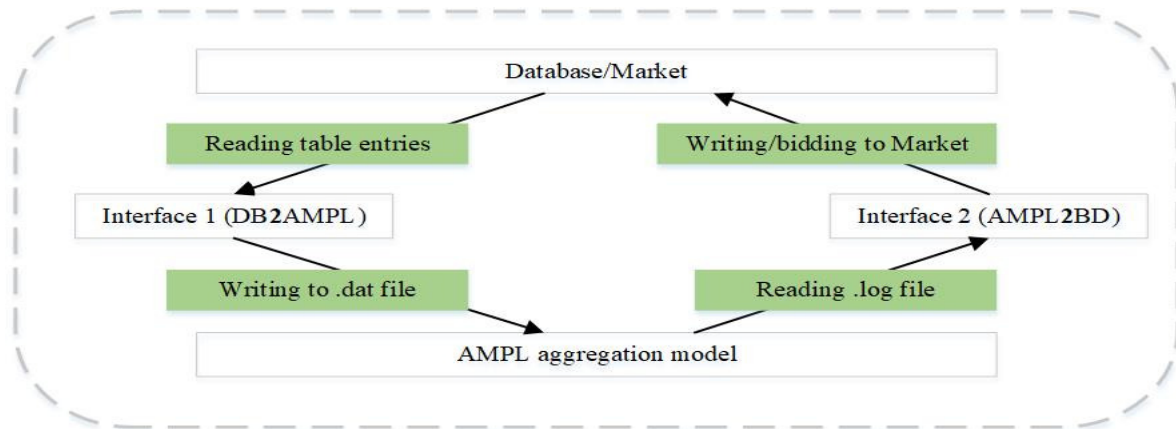 Database/Market
Reading table entries
Writing/bidding to Market
Interface 1 (DB2AMPL)
Interface 2 (AMPL2BD)
Writing to .dat file
Reading .log file
AMPL aggregation model